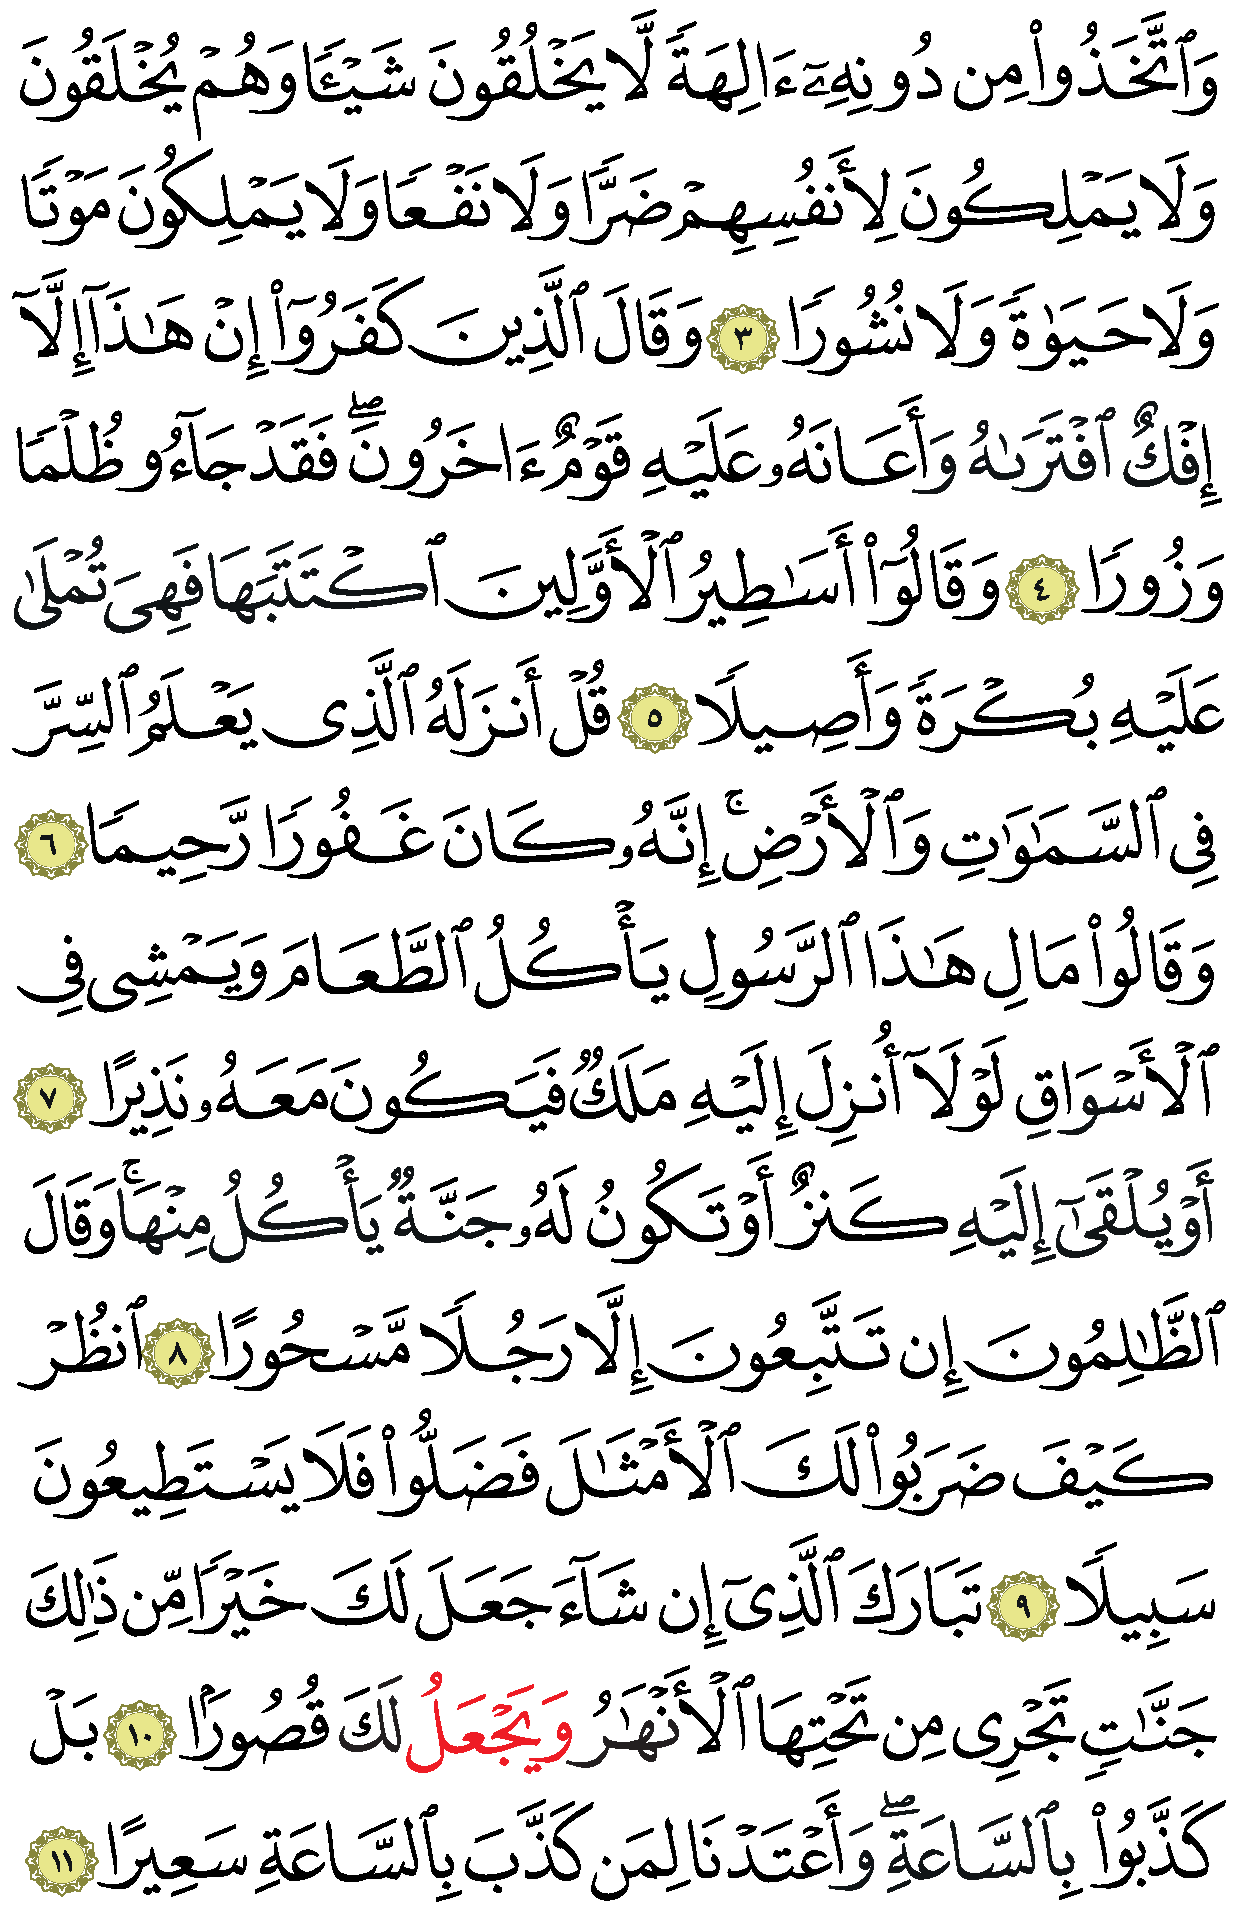 وَٱتَّخَذُوا۟ مِن دُونِهِۦٓ ءَالِهَةً لَّا يَخْلُقُونَ شَيْـًٔا وَهُمْ يُخْلَقُونَ
وَلَا يَمْلِكُونَ لِأَنفُسِهِمْ ضَرًّا وَلَا نَفْعًا وَلَا يَمْلِكُونَ مَوْتًا
وَلَا حَيَوٰةً وَلَا نُشُورًا ٣ وَقَالَ ٱلَّذِينَ كَفَرُوٓا۟ إِنْ هَـٰذَآ إِلَّآ
إِفْكٌ ٱفْتَرَىٰهُ وَأَعَانَهُۥ عَلَيْهِ قَوْمٌ ءَاخَرُونَ ۖ فَقَدْ جَآءُو ظُلْمًا
وَزُورًا ٤ وَقَالُوٓا۟ أَسَـٰطِيرُ ٱلْأَوَّلِينَ ٱكْتَتَبَهَا فَهِىَ تُمْلَىٰ
عَلَيْهِ بُكْرَةً وَأَصِيلًا ٥ قُلْ أَنزَلَهُ ٱلَّذِى يَعْلَمُ ٱلسِّرَّ
فِى ٱلسَّمَـٰوَٰتِ وَٱلْأَرْضِ ۚ إِنَّهُۥ كَانَ غَفُورًا رَّحِيمًا ٦
وَقَالُوا۟ مَالِ هَـٰذَا ٱلرَّسُولِ يَأْكُلُ ٱلطَّعَامَ وَيَمْشِى فِى
ٱلْأَسْوَاقِ لَوْلَآ أُنزِلَ إِلَيْهِ مَلَكٌ فَيَكُونَ مَعَهُۥ نَذِيرًا ٧
أَوْ يُلْقَىٰٓ إِلَيْهِ كَنزٌ أَوْ تَكُونُ لَهُۥ جَنَّةٌ يَأْكُلُ مِنْهَا ۚ وَقَالَ
ٱلظَّـٰلِمُونَ إِن تَتَّبِعُونَ إِلَّا رَجُلًا مَّسْحُورًا ٨ ٱنظُرْ
كَيْفَ ضَرَبُوا۟ لَكَ ٱلْأَمْثَـٰلَ فَضَلُّوا۟ فَلَا يَسْتَطِيعُونَ
سَبِيلًا ٩ تَبَارَكَ ٱلَّذِىٓ إِن شَآءَ جَعَلَ لَكَ خَيْرًا مِّن ذَٰلِكَ
جَنَّـٰتٍ تَجْرِى مِن تَحْتِهَا ٱلْأَنْهَـٰرُ وَيَجْعَلُ لَكَ قُصُورًۢا ١٠ بَلْ
كَذَّبُوا۟ بِٱلسَّاعَةِ ۖ وَأَعْتَدْنَا لِمَن كَذَّبَ بِٱلسَّاعَةِ سَعِيرًا ١١